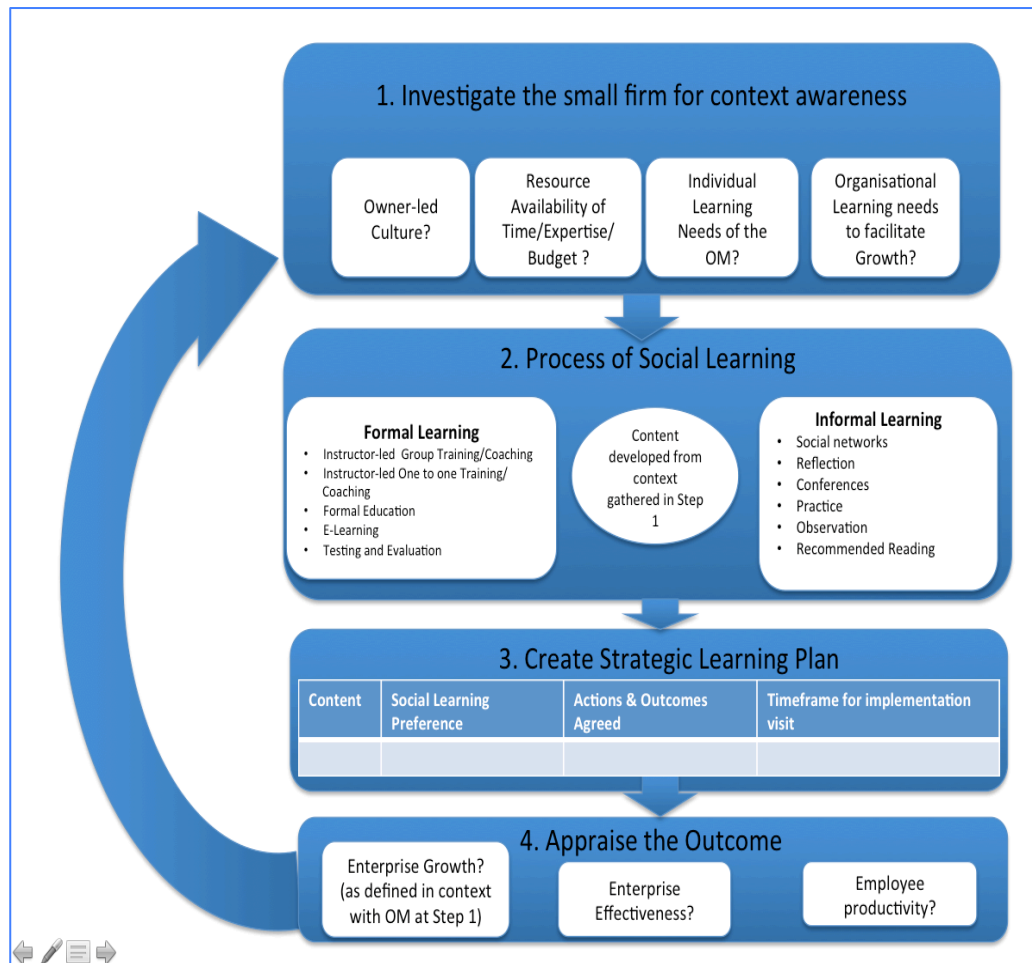 1. Investigate the small firm for context awareness
Owner-led
Culture?
Resource
Availability of
Time/Expertise/
Budget ?
Individual
Learning
Needs of the
OM?
Organisational
Learning needs
to facilitate
Growth?
2. Process of Social Learning
Formal Learning
• Instructor-led Group Training/Coaching
• Instructor-led One to one Training/
Coaching
• Formal Education
• E-Learning
• Testing and Evaluation
Content
developed from
context
gathered in Step
1
Informal Learning
• Social networks
• Reflection
• Conferences
• Practice
• Observation
• Recommended Reading
3. Create Strategic Learning Plan
Content
Social Learning
Preference
Actions & Outcomes
Agreed
Timeframe for implementation
visit
4. Appraise the Outcome
Enterprise Growth?
(as defined in context
with OM at Step 1)
Enterprise
Effectiveness?
Employee
productivity?